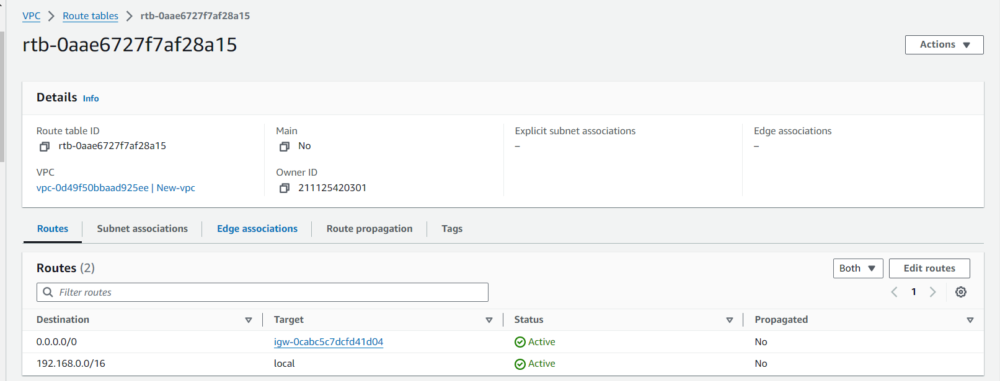 VPC > Route tables > rtb-0aae6727f7af28a15
rtb-0aae6727f7af28a15
Actions
Details Info
Route table ID
rtb-0aae6727f7af28a15
Main
No
Explicit subnet associations
–
Edge associations
–
VPC
vpc-0d49f50bbaad925ee | New-vpc
Owner ID
211125420301
Routes Subnet associations Edge associations Route propagation Tags
Routes (2)
Both Edit routes
Filter routes
1
Destination Target Status Propagated
0.0.0.0/0 igw-0cabc5c7dcfd41d04 Active No
192.168.0.0/16 local Active No